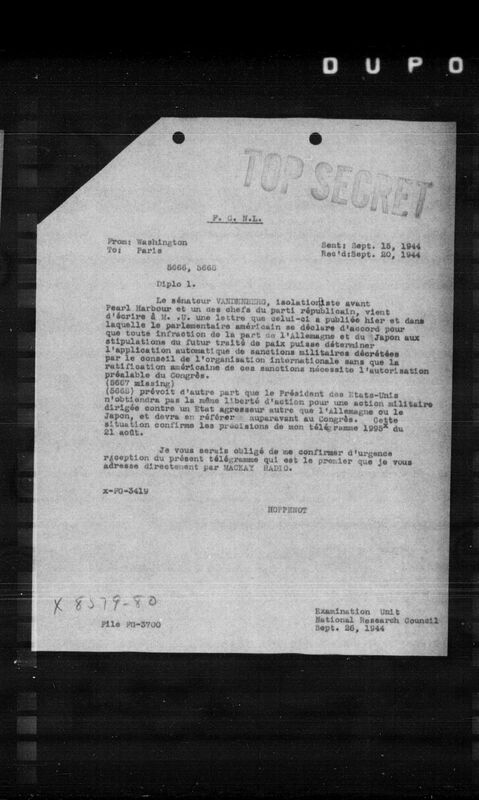 DUPO
TOP SECRET
F. C. N.L.
From: Washington
To: Paris
Sent: Sept. 15, 1944
Rec'd:Sept. 20, 1944
5666, 5668
Diplo 1.
Le sénateur VANDENBERG, isolationiste avant
Pearl Harbour et un des chefs du parti républicain, vient
d'écrire à M. .U. une lettre que celui-ci a publiée hier et dans
laquelle le parlementaire américain se déclare d'accord pour
que toute infraction de la part de l'Allemagne et du Japon aux
stipulations du futur traité de paix puisse déterminer
l'application automatique de sanctions militaires décrétées
par le conseil de l'organisation internationale sans que la
ratification américaine de ces sanctions nécessite l'autorisation
préalable du Congrès.
(5667 missing)
(5668) prévoit d'autre part que le Président des Etats-Unis
n'obtiendra pas la même liberté d'action pour une action militaire
dirigée contre un Etat agresseur autre que l'Allemagne ou le
Japon, et devra en référer auparavant au Congrès. Cette
situation confirme les précisions de mon télégramme 1995x du
21 août.
Je vous serais obligé de me confirmer d'urgence
réception du présent télégramme qui est le premier que je vous
adresse directement par MACKAY RADIO.
x-FG-3419
HOPPENOT
X 8579-80
File FG-3700
Examination Unit
National Research Council
Sept. 26, 1944